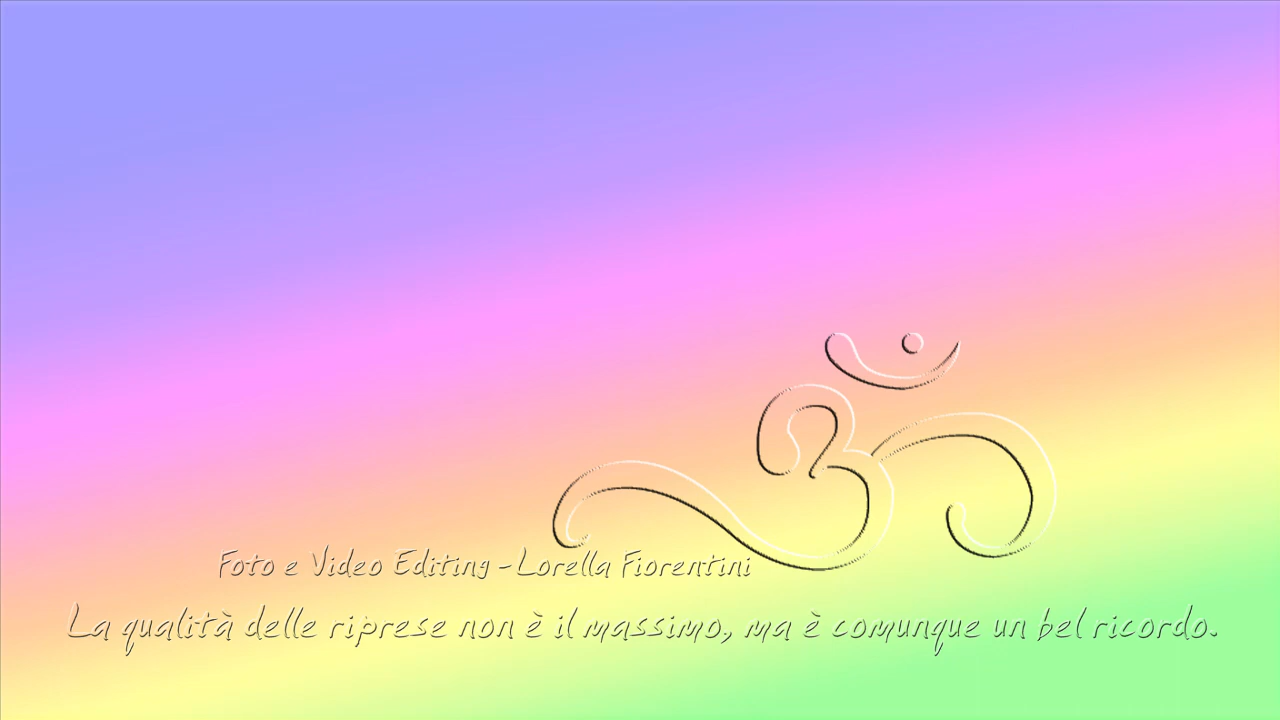 Foto e Video Editing - Lorella Fiorentini
La qualità delle riprese non è il massimo, ma è comunque un bel ricordo.